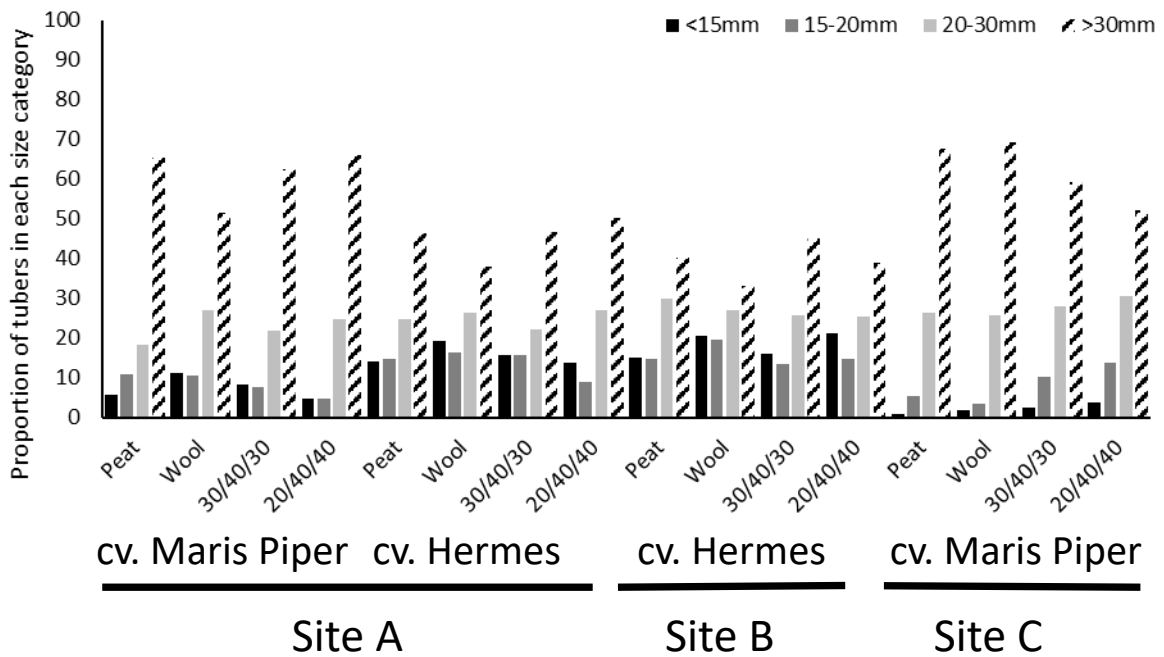 Proportion of tubers in each size category
100
90
80
70
60
50
40
30
20
10
0
<15mm 15-20mm 20-30mm >30mm
Peat Wool 30/40/30 20/40/40 Peat Wool 30/40/30 20/40/40 Peat Wool 30/40/30 20/40/40 Peat Wool 30/40/30 20/40/40
cv. Maris Piper cv. Hermes cv. Hermes cv. Maris Piper
Site A Site B Site C